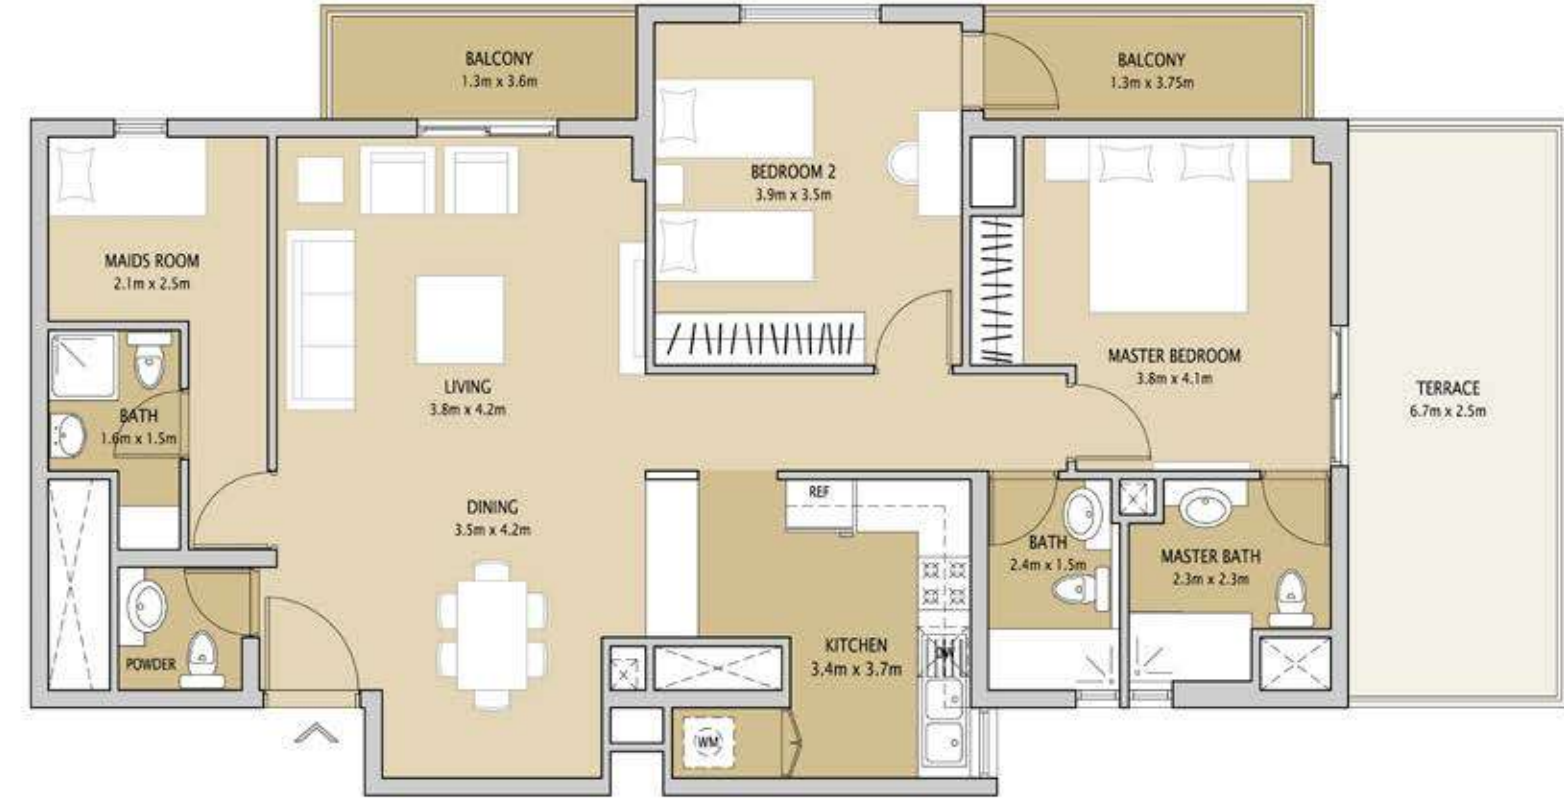 BALCONY
1.3m x 3.6m
BALCONY
1.3m x 3.75m
BEDROOM 2
3.9m x 3.5m
MAIDS ROOM
2.1m x 2.5m
MASTER BEDROOM
3.8m x 4.1m
LIVING
3.8m x 4.2m
TERRACE
6.7m x 2.5m
BATH
1.6m x 1.5m
DINING
3.5m x 4.2m
REF
BATH
2.4m x 1.5m
MASTER BATH
2.3m x 2.3m
POWDER
KITCHEN
3.4m x 3.7m
DW
WM